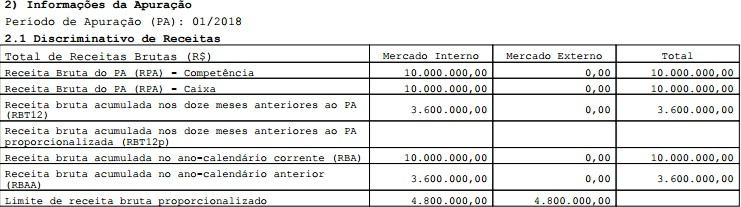 2) Informações da Apuração
Período de Apuração (PA): 01/2018
2.1 Discriminativo de Receitas
Total de Receitas Brutas (R$) Mercado Interno Mercado Externo Total
Receita Bruta do PA (RPA) - Competência 10.000.000,00 0,00 10.000.000,00
Receita Bruta do PA (RPA) - Caixa 10.000.000,00 0,00 10.000.000,00
Receita bruta acumulada nos doze meses anteriores ao PA
(RBT12) 3.600.000,00 0,00 3.600.000,00
Receita bruta acumulada nos doze meses anteriores ao PA
proporcionalizada (RBT12p)
Receita bruta acumulada no ano-calendário corrente (RBA) 10.000.000,00 0,00 10.000.000,00
Receita bruta acumulada no ano-calendário anterior
(RBAA) 3.600.000,00 0,00 3.600.000,00
Limite de receita bruta proporcionalizado 4.800.000,00 4.800.000,00